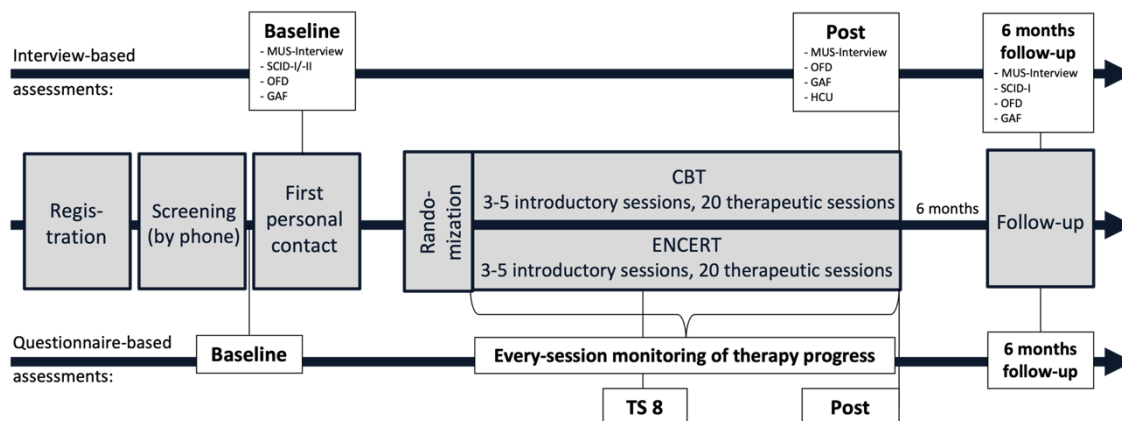 Interview-based
assessments:
Baseline
- MUS-Interview
- SCID-I/-II
- OFD
- GAF
Post
- MUS-Interview
- OFD
- GAF
- HCU
6 months
follow-up
- MUS-Interview
- SCID-I
- OFD
- GAF
Regis-
tration
Screening
(by phone)
First
personal
contact
Rando-
mization
CBT
3-5 introductory sessions, 20 therapeutic sessions
ENCERT
3-5 introductory sessions, 20 therapeutic sessions
6 months
Follow-up
Questionnaire-based
assessments:
Baseline
Every-session monitoring of therapy progress
6 months
follow-up
TS 8
Post